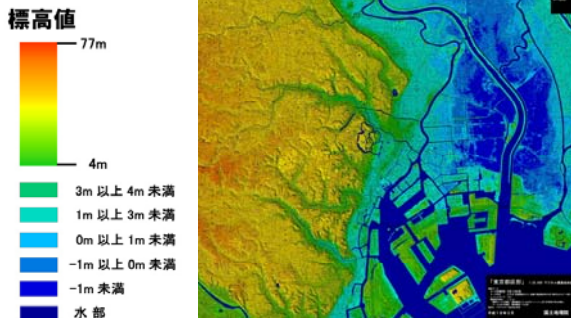 標高値
77m
4m
3m 以上 4m 未満
1m 以上 3m 未満
0m 以上 1m 未満
-1m 以上 0m 未満
-1m 未満
水 部
「東京都区部」
国土地理院